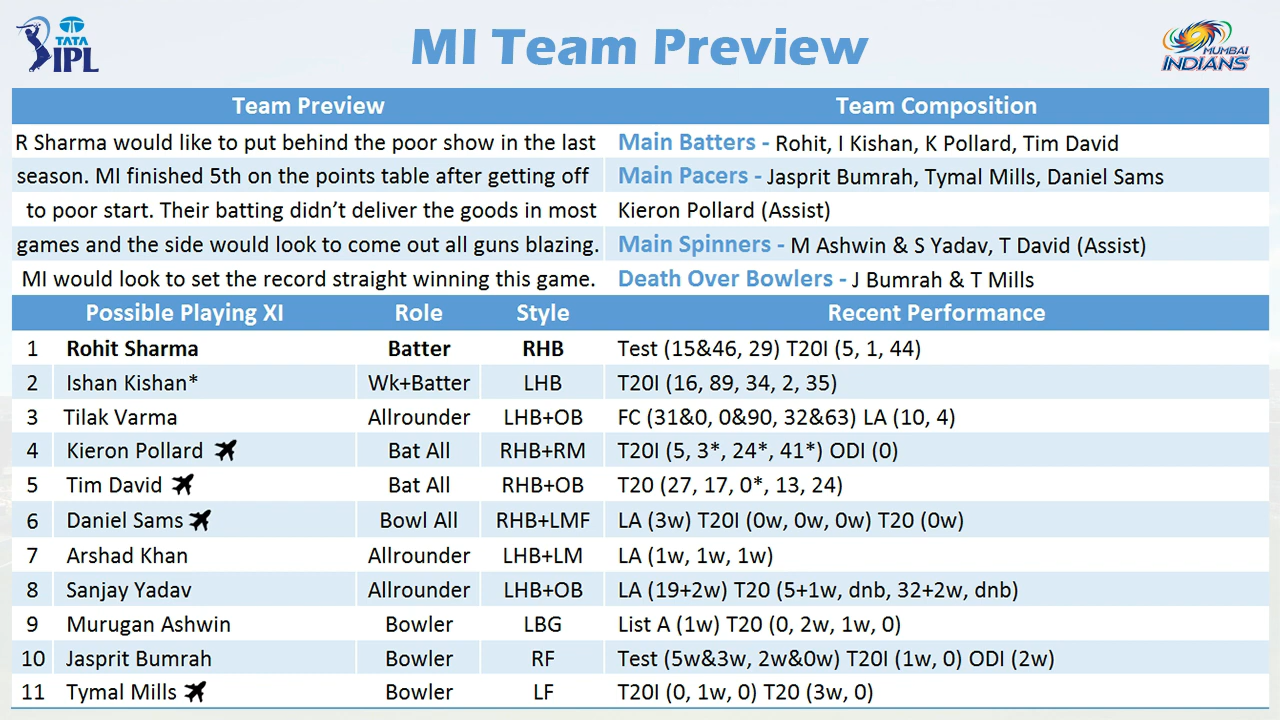 TATA
IPL
MI Team Preview
MUMBAI
INDIANS
Team Preview
Team Composition
R Sharma would like to put behind the poor show in the last
Main Batters - Rohit, I Kishan, K Pollard, Tim David
season. MI finished 5th on the points table after getting off
Main Pacers - Jasprit Bumrah, Tymal Mills, Daniel Sams
to poor start. Their batting didn't deliver the goods in most
Kieron Pollard (Assist)
games and the side would look to come out all guns blazing.
Main Spinners - M Ashwin & S Yadav, T David (Assist)
MI would look to set the record straight winning this game.
Death Over Bowlers - J Bumrah & T Mills
Possible Playing XI Role Style Recent Performance
1 Rohit Sharma Batter RHB Test (15&46, 29) T20I (5, 1, 44)
2 Ishan Kishan* Wk+Batter LHB T20I (16, 89, 34, 2, 35)
3 Tilak Varma Allrounder LHB+OB FC (31&0, 0&90, 32&63) LA (10, 4)
4 Kieron Pollard Bat All RHB+RM T20I (5, 3*, 24*, 41*) ODI (0)
5 Tim David Bat All RHB+OB T20 (27, 17, 0*, 13, 24)
6 Daniel Sams Bowl All RHB+LMF LA (3w) T20I (0w, 0w, 0w) T20 (0w)
7 Arshad Khan Allrounder LHB+LM LA (1w, 1w, 1w)
8 Sanjay Yadav Allrounder LHB+OB LA (19+2w) T20 (5+1w, dnb, 32+2w, dnb)
9 Murugan Ashwin Bowler LBG List A (1w) T20 (0, 2w, 1w, 0)
10 Jasprit Bumrah Bowler RF Test (5w&3w, 2w&0w) T20I (1w, 0) ODI (2w)
11 Tymal Mills Bowler LF T20I (0, 1w, 0) T20 (3w, 0)